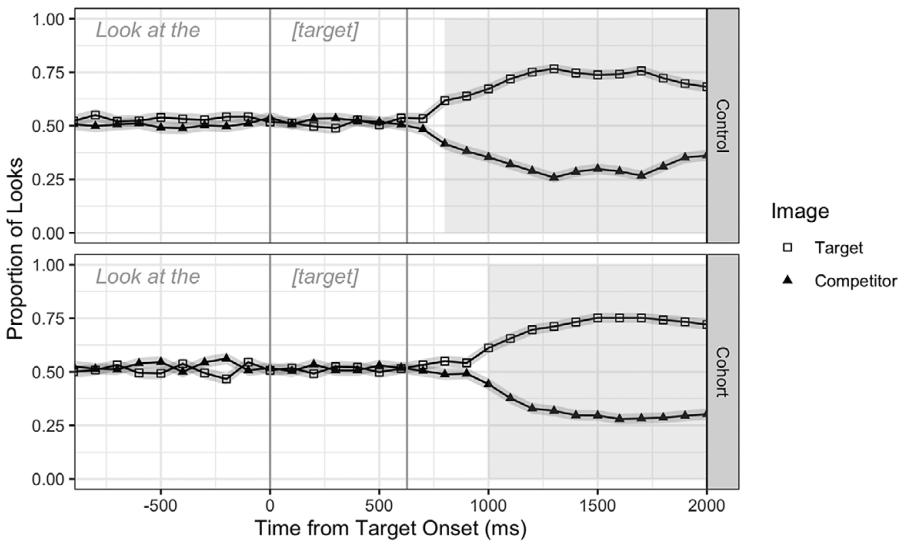 Look at the [target]
1.00
0.75
0.50
0.25
0.00
Control
Look at the [target]
1.00
0.75
0.50
0.25
0.00
Cohort
-500 0 500 1000 1500 2000
Time from Target Onset (ms)
Proportion of Looks
Image
Target
Competitor